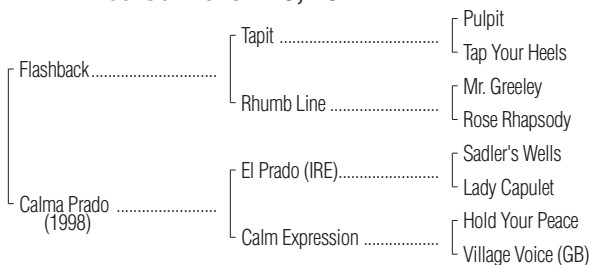 Pulpit
Tapit
Tap Your Heels
Flashback
Mr. Greeley
Rhumb Line
Rose Rhapsody
Sadler's Wells
El Prado (IRE)
Lady Capulet
Calma Prado
(1998)
Hold Your Peace
Calm Expression
Village Voice (GB)